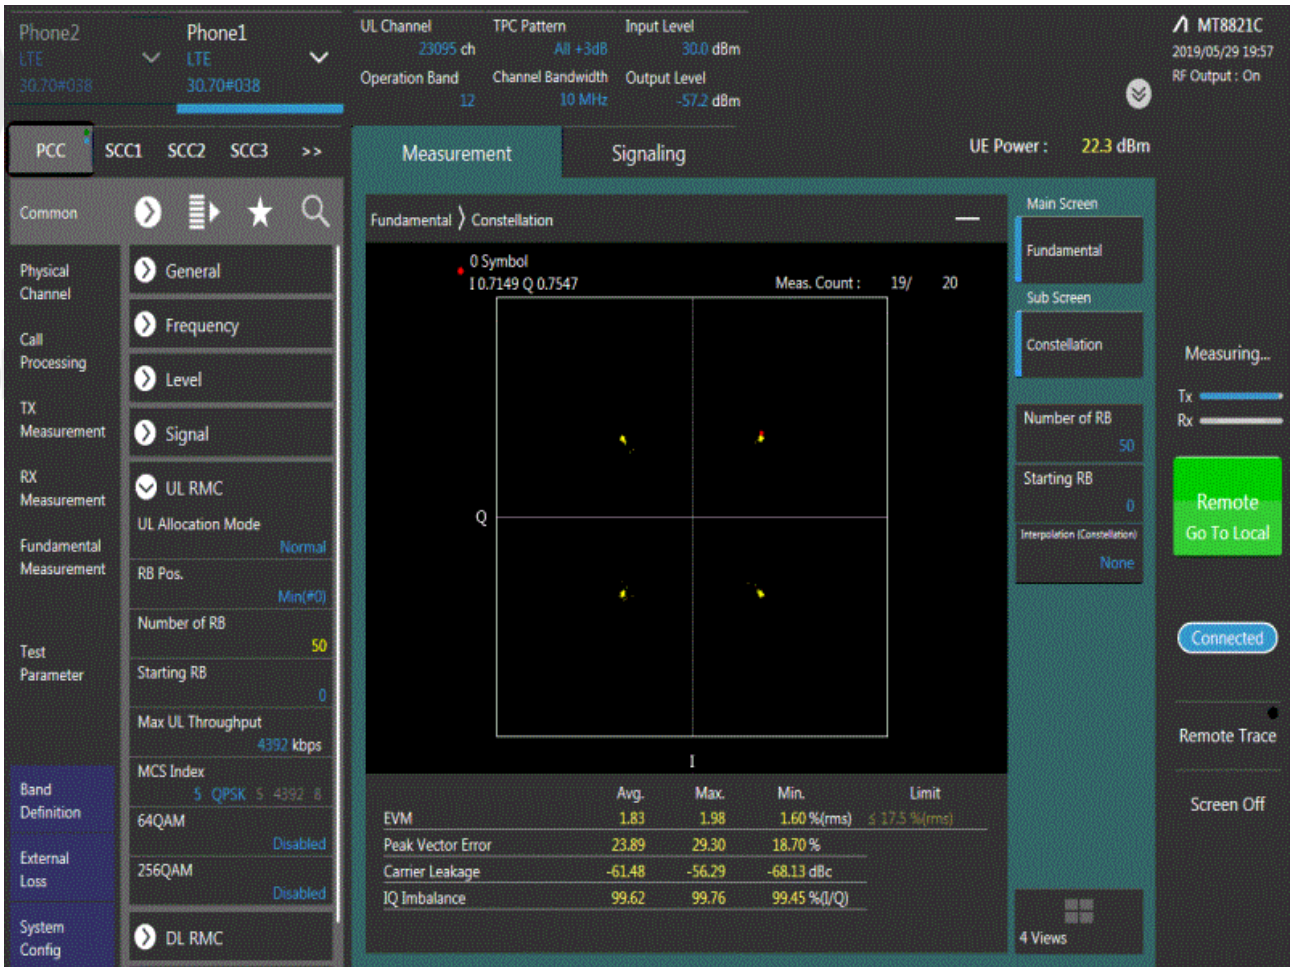 Phone2
LTE
30.70#038
Phone1
LTE
30.70#038
UL Channel
23095 ch
TPC Pattern
All +3dB
Input Level
30.0 dBm
Operation Band
12
Channel Bandwidth
10 MHz
Output Level
-57.2 dBm
MT8821C
2019/05/29 19:57
RF Output : On
PCC SCC1 SCC2 SCC3 >>
Measurement
Signaling
UE Power : 22.3 dBm
Common
Physical
Channel
Call
Processing
TX
Measurement
RX
Measurement
Fundamental
Measurement
Test
Parameter
Band
Definition
External
Loss
System
Config
General
Frequency
Level
Signal
UL RMC
UL Allocation Mode
Normal
RB Pos.
Min(#0)
Number of RB
50
Starting RB
0
Max UL Throughput
4392 kbps
MCS Index
5 QPSK 5 4392 8
64QAM
Disabled
256QAM
Disabled
DL RMC
Fundamental 〉 Constellation
0 Symbol
I 0.7149 Q 0.7547
Meas. Count : 19/ 20
Q
I
Avg. Max. Min. Limit
EVM 1.83 1.98 1.60 %(rms) ≤ 17.5 %(rms)
Peak Vector Error 23.89 29.30 18.70 %
Carrier Leakage -61.48 -56.29 -68.13 dBc
IQ Imbalance 99.62 99.76 99.45 %(I/Q)
Main Screen
Fundamental
Sub Screen
Constellation
Number of RB
50
Starting RB
0
Interpolation (Constellation)
None
4 Views
Measuring...
Tx
Rx
Remote
Go To Local
Connected
Remote Trace
Screen Off